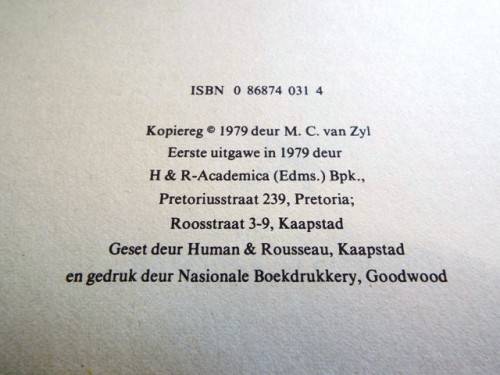 ISBN 0 86874 031 4
Kopiereg © 1979 deur M. C. van Zyl
Eerste uitgawe in 1979 deur
H & R-Academica (Edms.) Bpk.,
Pretoriusstraat 239, Pretoria;
Roosstraat 3-9, Kaapstad
Geset deur Human & Rousseau, Kaapstad
en gedruk deur Nasionale Boekdrukkery, Goodwood